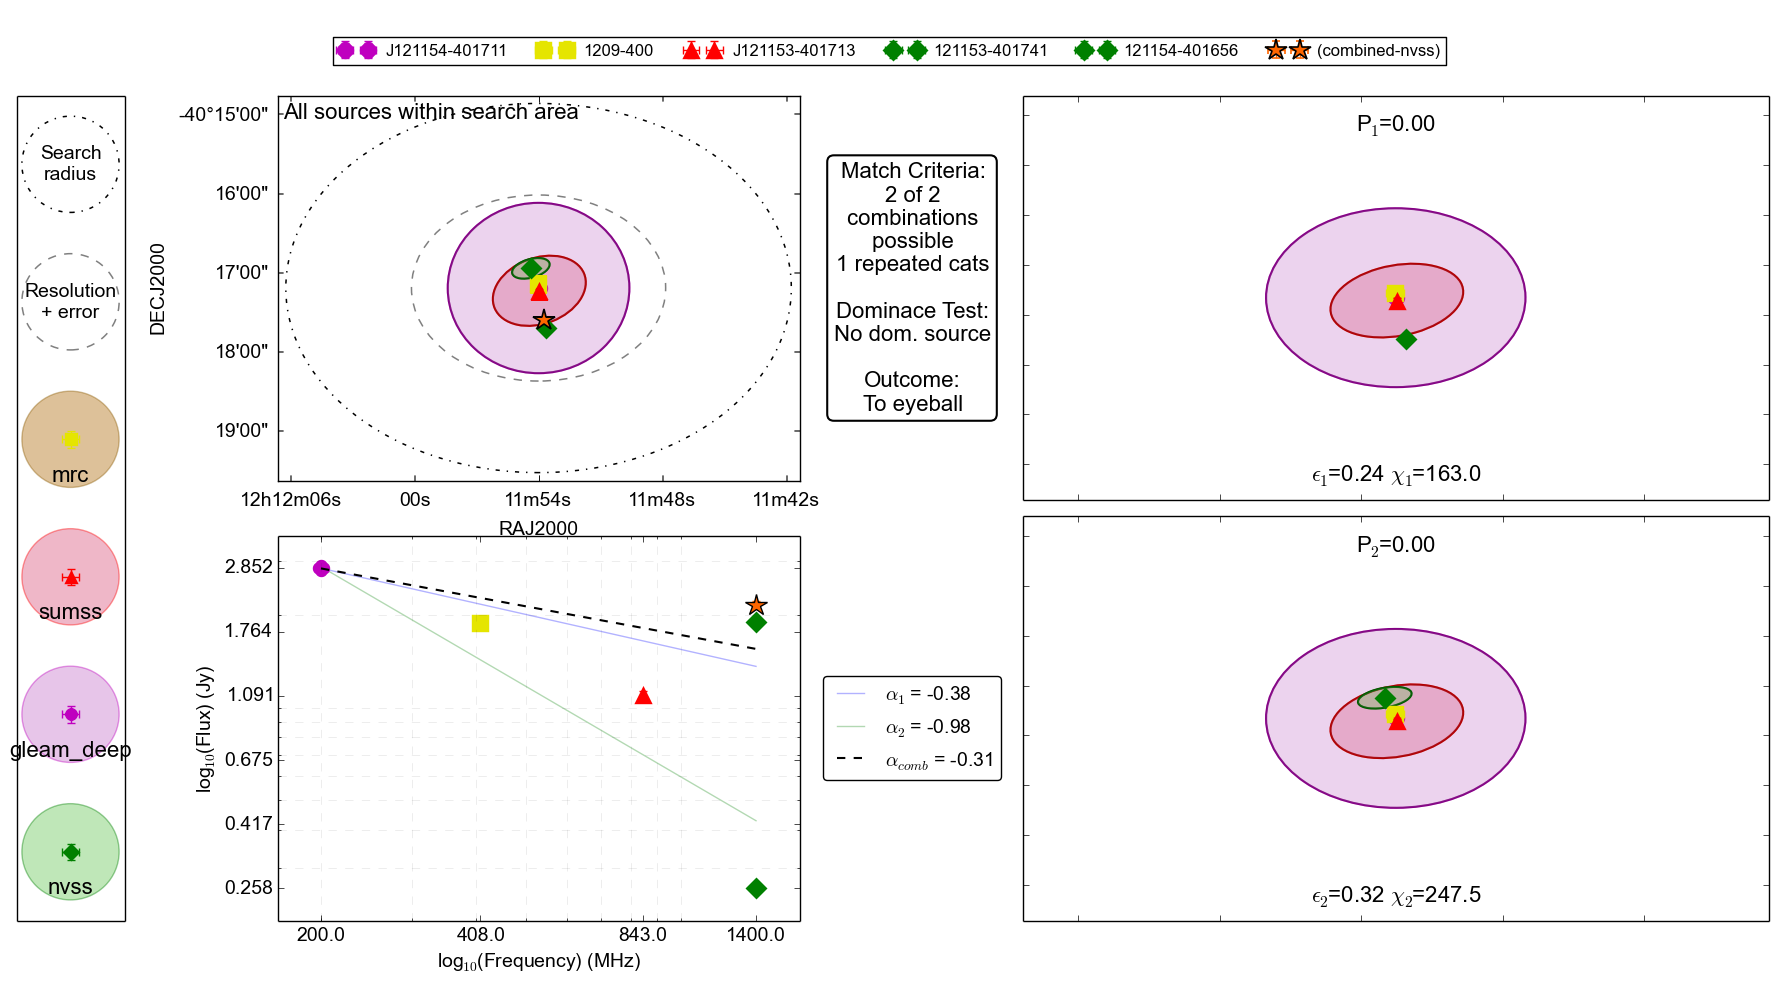 J121154-401711 1209-400 J121153-401713 121153-401741 121154-401656 (combined-nvss)
Search
radius
Resolution
+ error
mrc
sumss
gleam_deep
nvss
All sources within search area
-40°15'00"
16'00"
17'00"
18'00"
19'00"
DECJ2000
12h12m06s 00s 11m54s 11m48s 11m42s
RAJ2000
Match Criteria:
2 of 2
combinations
possible
1 repeated cats
Dominace Test:
No dom. source
Outcome:
To eyeball
P1=0.00
ϵ1=0.24 χ1=163.0
2.852
1.764
1.091
0.675
0.417
0.258
log10(Flux) (Jy)
200.0 408.0 843.0 1400.0
log10(Frequency) (MHz)
α1 = -0.38
α2 = -0.98
αcomb = -0.31
P2=0.00
ϵ2=0.32 χ2=247.5